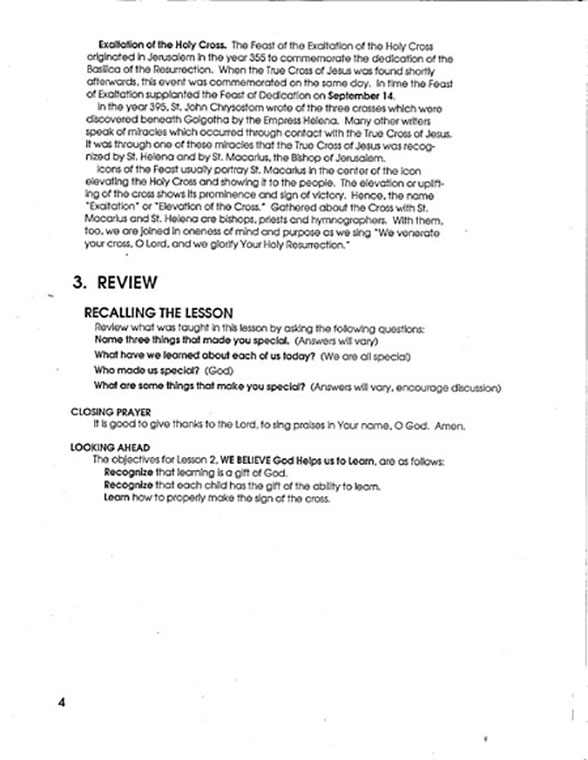 Exaltation of the Holy Cross. The Feast of the Exaltation of the Holy Cross
originated in Jerusalem in the year 355 to commemorate the dedication of the
Basilica of the Resurrection. When the True Cross of Jesus was found shortly
afterwards, this event was commemorated on the same day. In time the Feast
of Exaltation supplanted the Feast of Dedication on September 14.
In the year 395, St. John Chrysostom wrote of the three crosses which were
discovered beneath Golgotha by the Empress Helena. Many other writers
speak of miracles which occurred through contact with the True Cross of Jesus.
It was through one of these miracles that the True Cross of Jesus was recog-
nized by St. Helena and by St. Macarius, the Bishop of Jerusalem.
Icons of the Feast usually portray St. Macarius in the center of the icon
elevating the Holy Cross and showing it to the people. The elevation or uplift-
ing of the cross shows its prominence and sign of victory. Hence, the name
"Exaltation" or "Elevation of the Cross." Gathered about the Cross with St.
Macarius and St. Helena are bishops, priests and hymnographers. With them,
too, we are joined in oneness of mind and purpose as we sing "We venerate
your cross, O Lord, and we glorify Your Holy Resurrection."
3. REVIEW
RECALLING THE LESSON
Review what was taught in this lesson by asking the following questions:
Name three things that made you special. (Answers will vary)
What have we learned about each of us today? (We are all special)
Who made us special? (God)
What are some things that make you special? (Answers will vary, encourage discussion)
CLOSING PRAYER
It is good to give thanks to the Lord, to sing praises in Your name, O God. Amen.
LOOKING AHEAD
The objectives for Lesson 2, WE BELIEVE God Helps us to Learn, are as follows:
Recognize that learning is a gift of God.
Recognize that each child has the gift of the ability to learn.
Learn how to properly make the sign of the cross.
4